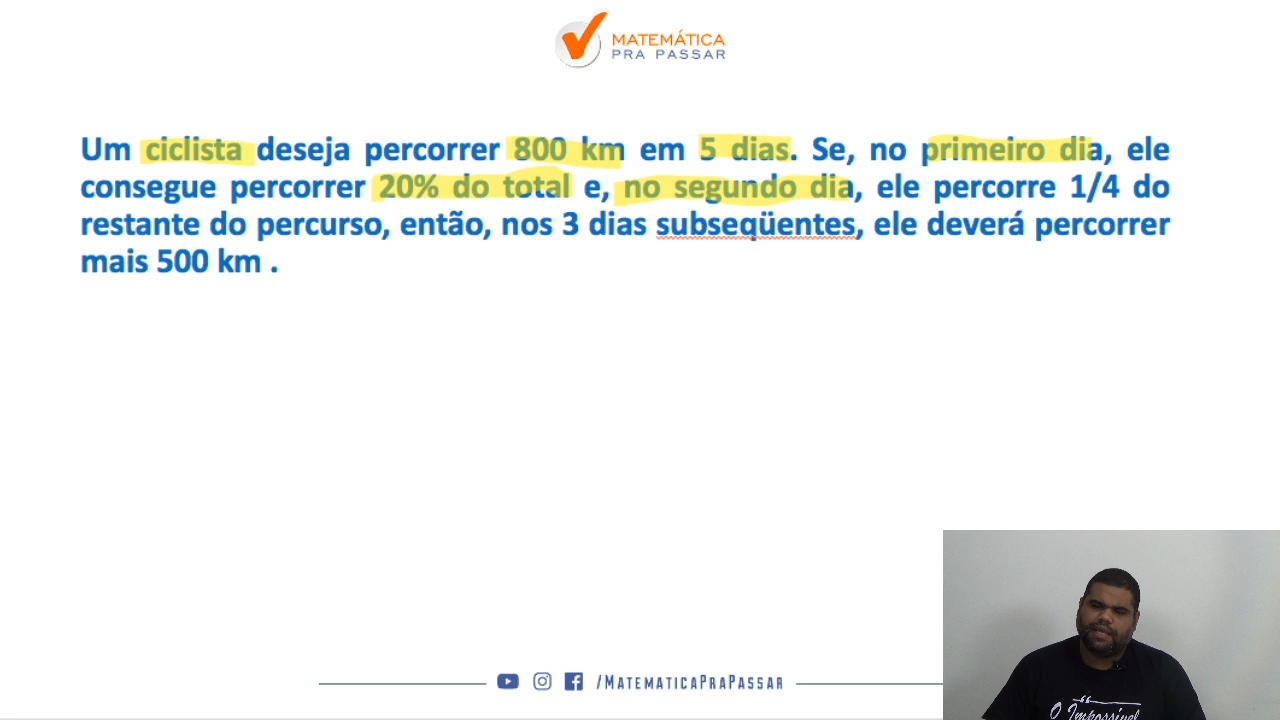 MATEMÁTICA
PRA PASSAR
Um ciclista deseja percorrer 800 km em 5 dias. Se, no primeiro dia, ele
consegue percorrer 20% do total e, no segundo dia, ele percorre 1/4 do
restante do percurso, então, nos 3 dias subseqüentes, ele deverá percorrer
mais 500 km .
/MATEMATICAPRAPASSAR
“
O Impossível